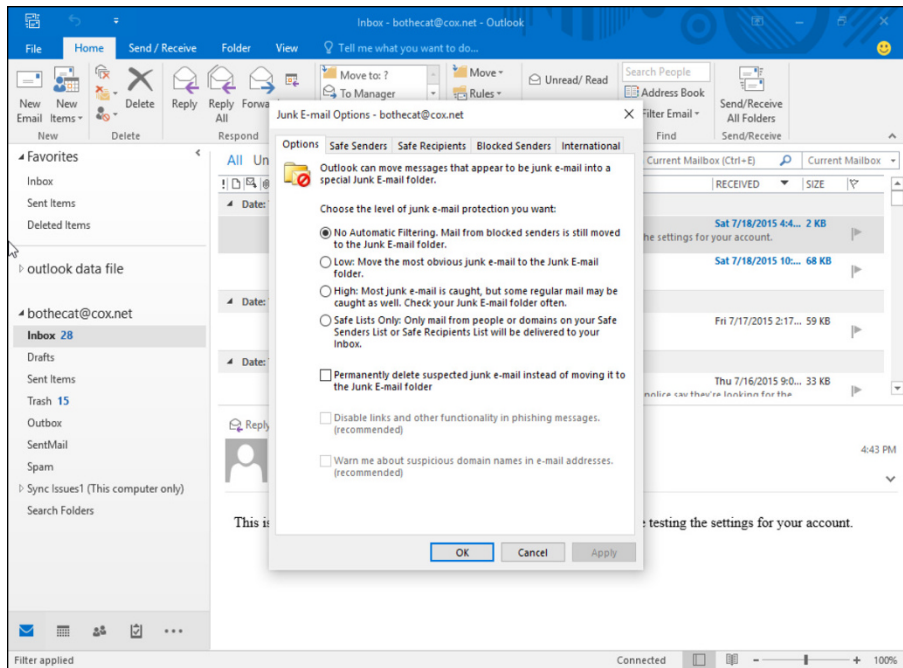 Inbox - bothecat@cox.net - Outlook
File Home Send / Receive Folder View Tell me what you want to do...
New Email
New Items
Delete
Reply
Reply All
Forwa
Move to: ?
To Manager
Move
Rules
Unread/ Read
Search People
Address Book
Filter Email
Send/Receive All Folders
New Delete Respond Find Send/Receive
Favorites
Inbox
Sent Items
Deleted Items
outlook data file
bothecat@cox.net
Inbox 28
Drafts
Sent Items
Trash 15
Outbox
SentMail
Spam
Sync Issues1 (This computer only)
Search Folders
All Un
Current Mailbox (Ctrl+E) Current Mailbox
RECEIVED SIZE
Date:
Sat 7/18/2015 4:4... 2 KB
he settings for your account.
Sat 7/18/2015 10:... 68 KB
Date:
Fri 7/17/2015 2:17... 59 KB
Date:
Thu 7/16/2015 9:0... 33 KB
police say they're looking for the
Reply
4:43 PM
This is
testing the settings for your account.
Junk E-mail Options - bothecat@cox.net
Options Safe Senders Safe Recipients Blocked Senders International
Outlook can move messages that appear to be junk e-mail into a
special Junk E-mail folder.
Choose the level of junk e-mail protection you want:
No Automatic Filtering. Mail from blocked senders is still moved
to the Junk E-mail folder.
Low: Move the most obvious junk e-mail to the Junk E-mail
folder.
High: Most junk e-mail is caught, but some regular mail may be
caught as well. Check your Junk E-mail folder often.
Safe Lists Only: Only mail from people or domains on your Safe
Senders List or Safe Recipients List will be delivered to your
Inbox.
Permanently delete suspected junk e-mail instead of moving it to
the Junk E-mail folder
Disable links and other functionality in phishing messages.
(recommended)
Warn me about suspicious domain names in e-mail addresses.
(recommended)
OK Cancel Apply
Filter applied
Connected
100%